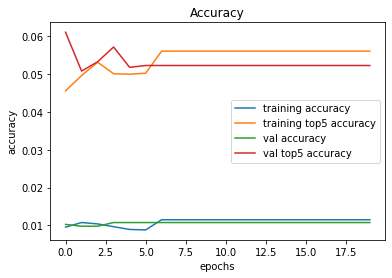 Accuracy
accuracy
0.06
0.05
0.04
0.03
0.02
0.01
training accuracy
training top5 accuracy
val accuracy
val top5 accuracy
0.0 2.5 5.0 7.5 10.0 12.5 15.0 17.5
epochs